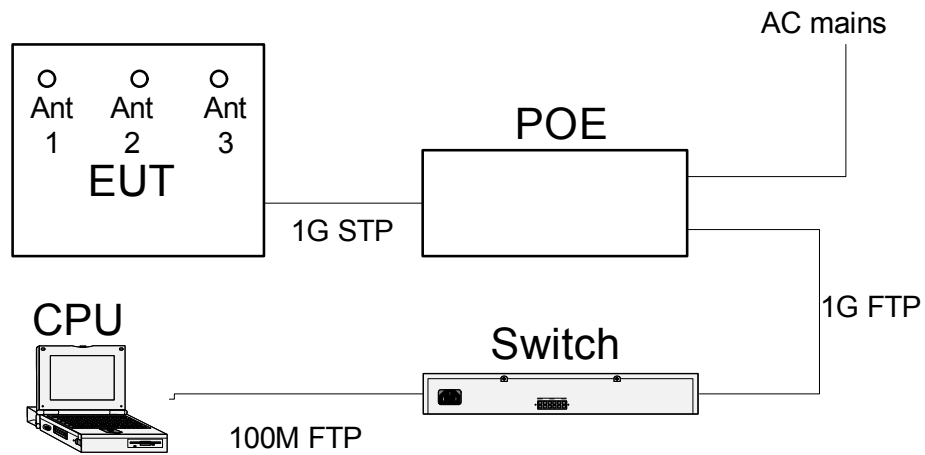 AC mains
Ant Ant Ant
1 2 3
EUT
POE
1G STP
1G FTP
CPU
Switch
100M FTP